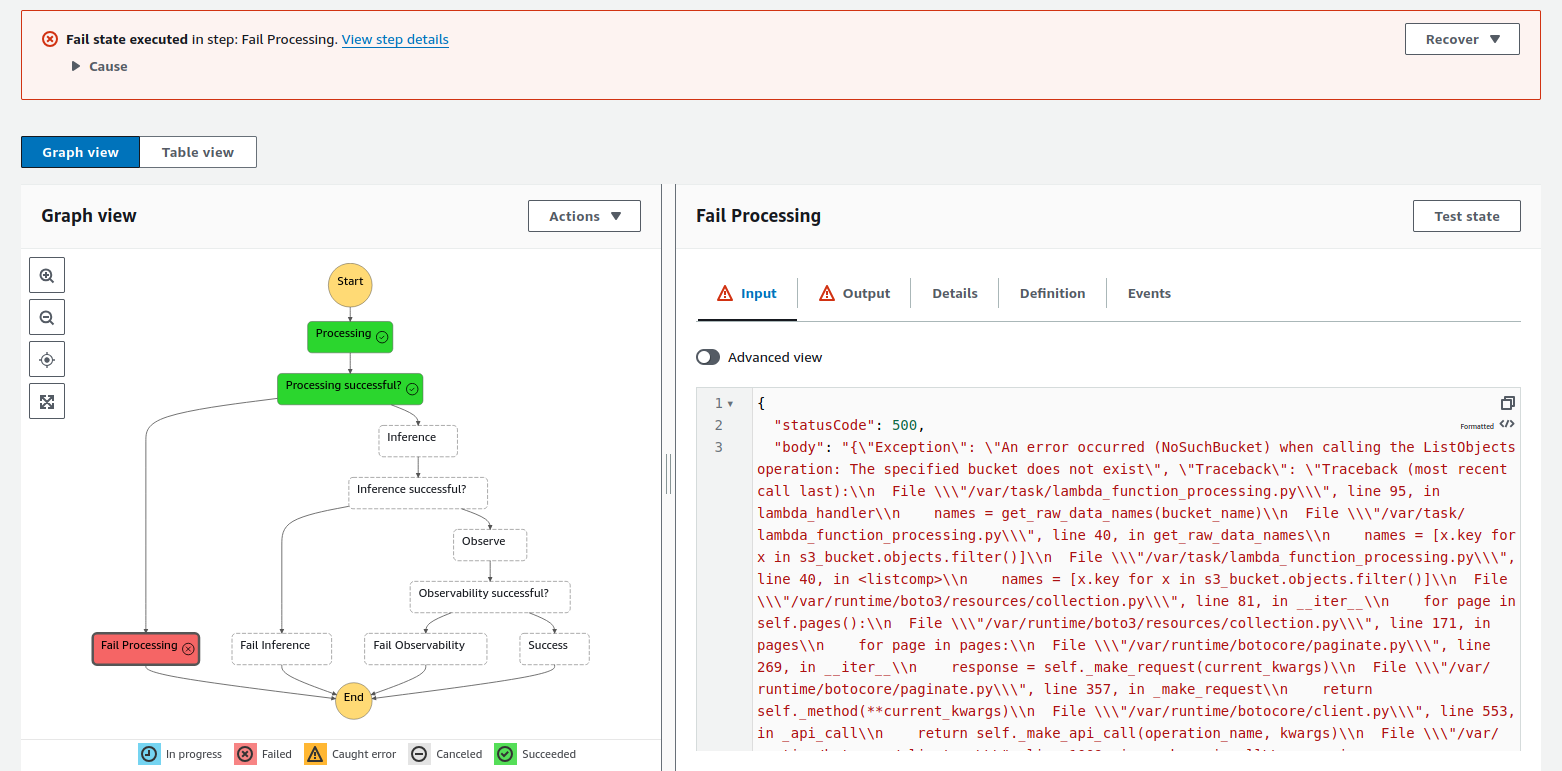 Fail state executed in step: Fail Processing. View step details
Recover
Cause
Graph view
Table view
Graph view
Actions
Start
Processing
Processing successful?
Inference
Inference successful?
Observe
Observability successful?
Fail Processing
Fail Inference
Fail Observability
Success
End
In progress
Failed
Caught error
Canceled
Succeeded
Fail Processing
Test state
Input
Output
Details
Definition
Events
Advanced view
Formatted
1 {
2 "statusCode": 500,
3 "body": "{\"Exception\": \"An error occurred (NoSuchBucket) when calling the ListObjects
operation: The specified bucket does not exist\", \"Traceback\": \"Traceback (most recent
call last):\\n  File \\\"/var/task/lambda_function_processing.py\\\", line 95, in
lambda_handler\\n    names = get_raw_data_names(bucket_name)\\n  File \\\"/var/task/
lambda_function_processing.py\\\", line 40, in get_raw_data_names\\n    names = [x.key for
x in s3_bucket.objects.filter()]\\n  File \\\"/var/task/lambda_function_processing.py\\\",
line 40, in <listcomp>\\n    names = [x.key for x in s3_bucket.objects.filter()]\\n  File
\\\"/var/runtime/boto3/resources/collection.py\\\", line 81, in __iter__\\n    for page in
self.pages():\\n  File \\\"/var/runtime/boto3/resources/collection.py\\\", line 171, in
pages\\n    for page in pages:\\n  File \\\"/var/runtime/botocore/paginate.py\\\", line
269, in __iter__\\n    response = self._make_request(current_kwargs)\\n  File \\\"/var/
runtime/botocore/paginate.py\\\", line 357, in _make_request\\n    return
self._method(**current_kwargs)\\n  File \\\"/var/runtime/botocore/client.py\\\", line 553,
in _api_call\\n    return self._make_api_call(operation_name, kwargs)\\n  File \\\"/var/